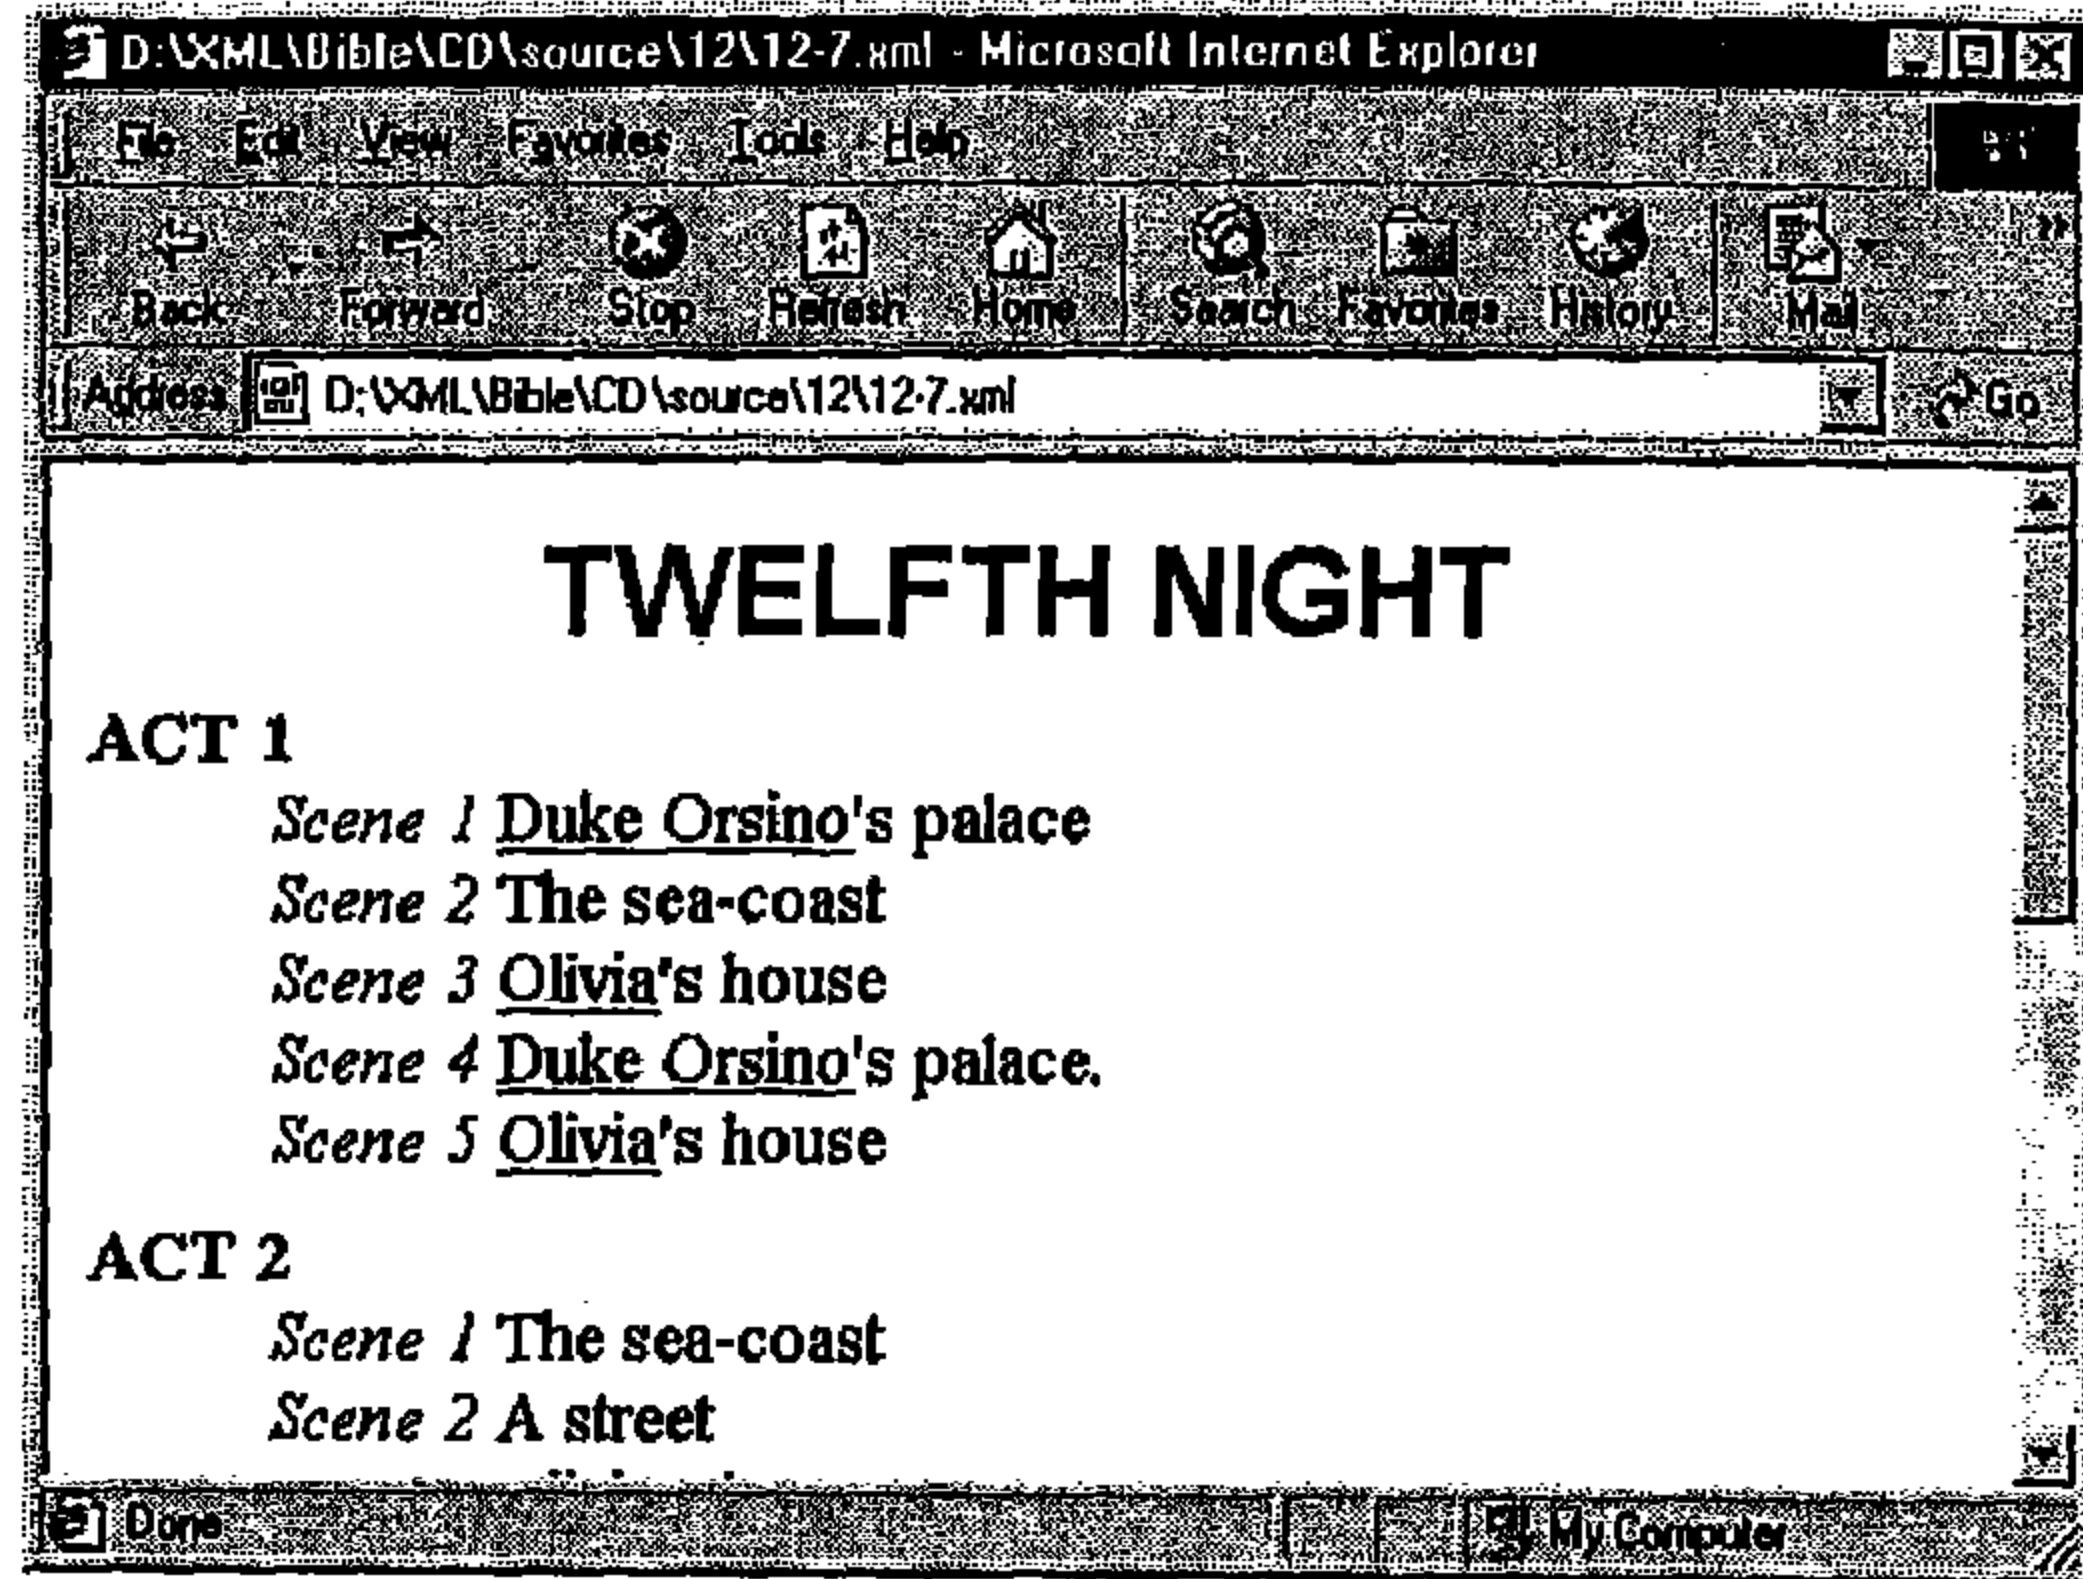 D:\XML\Bible\CD\source\12\12-7.xml - Microsoft Internet Explorer
File Edit View Favorites Tools Help
Back Forward Stop Refresh Home Search Favorites History Mail »
Address D:\XML\Bible\CD\source\12\12-7.xml Go
TWELFTH NIGHT
ACT 1
Scene 1 Duke Orsino's palace
Scene 2 The sea-coast
Scene 3 Olivia's house
Scene 4 Duke Orsino's palace.
Scene 5 Olivia's house
ACT 2
Scene 1 The sea-coast
Scene 2 A street
Done My Computer